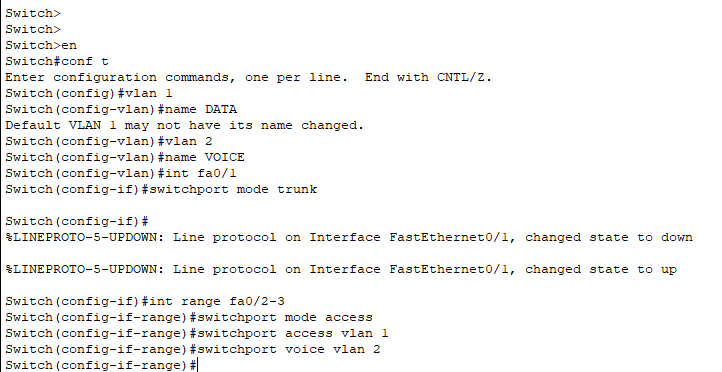 Switch>
Switch>
Switch>en
Switch#conf t
Enter configuration commands, one per line.  End with CNTL/Z.
Switch(config)#vlan 1
Switch(config-vlan)#name DATA
Default VLAN 1 may not have its name changed.
Switch(config-vlan)#vlan 2
Switch(config-vlan)#name VOICE
Switch(config-vlan)#int fa0/1
Switch(config-if)#switchport mode trunk
Switch(config-if)#
%LINEPROTO-5-UPDOWN: Line protocol on Interface FastEthernet0/1, changed state to down
%LINEPROTO-5-UPDOWN: Line protocol on Interface FastEthernet0/1, changed state to up
Switch(config-if)#int range fa0/2-3
Switch(config-if-range)#switchport mode access
Switch(config-if-range)#switchport access vlan 1
Switch(config-if-range)#switchport voice vlan 2
Switch(config-if-range)#